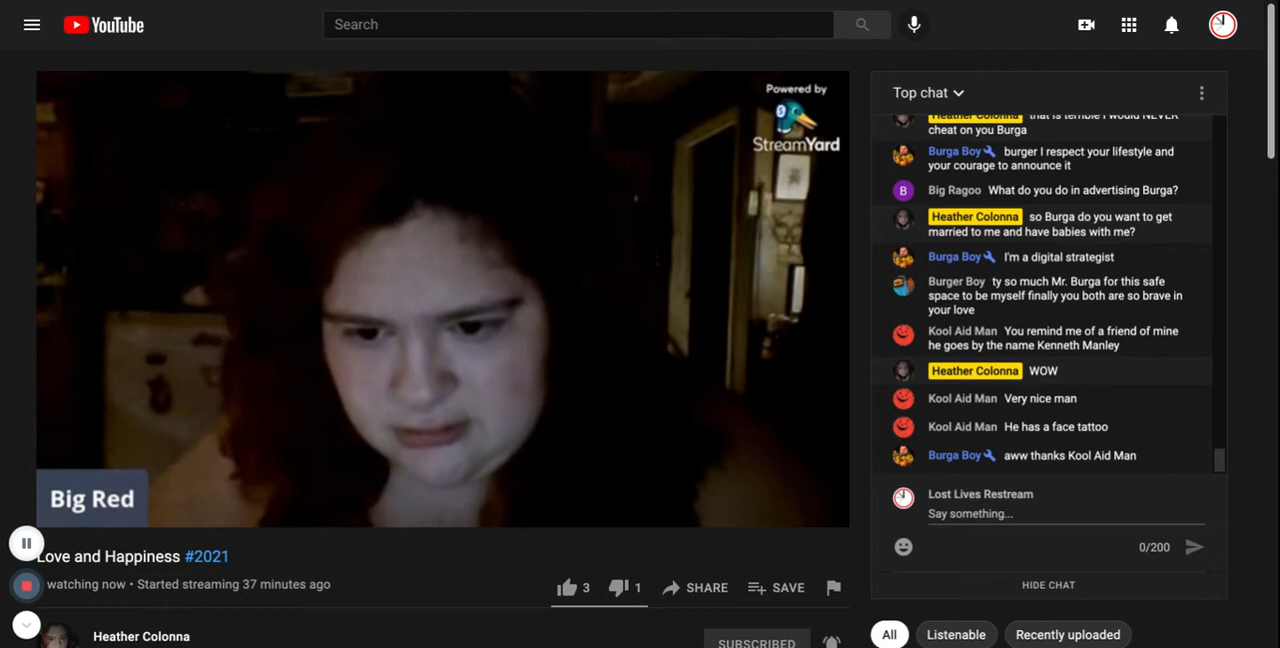 YouTube
Search
Powered by
StreamYard
Big Red
Love and Happiness #2021
watching now • Started streaming 37 minutes ago
3
1
SHARE
SAVE
Heather Colonna
SUBSCRIBED
Top chat
Heather Colonna that is terrible I would NEVER
cheat on you Burga
Burga Boy burger I respect your lifestyle and
your courage to announce it
B
Big Ragoo What do you do in advertising Burga?
Heather Colonna so Burga do you want to get
married to me and have babies with me?
Burga Boy I'm a digital strategist
Burger Boy ty so much Mr. Burga for this safe
space to be myself finally you both are so brave in
your love
Kool Aid Man You remind me of a friend of mine
he goes by the name Kenneth Manley
Heather Colonna WOW
Kool Aid Man Very nice man
Kool Aid Man He has a face tattoo
Burga Boy aww thanks Kool Aid Man
Lost Lives Restream
Say something...
0/200
HIDE CHAT
All
Listenable
Recently uploaded